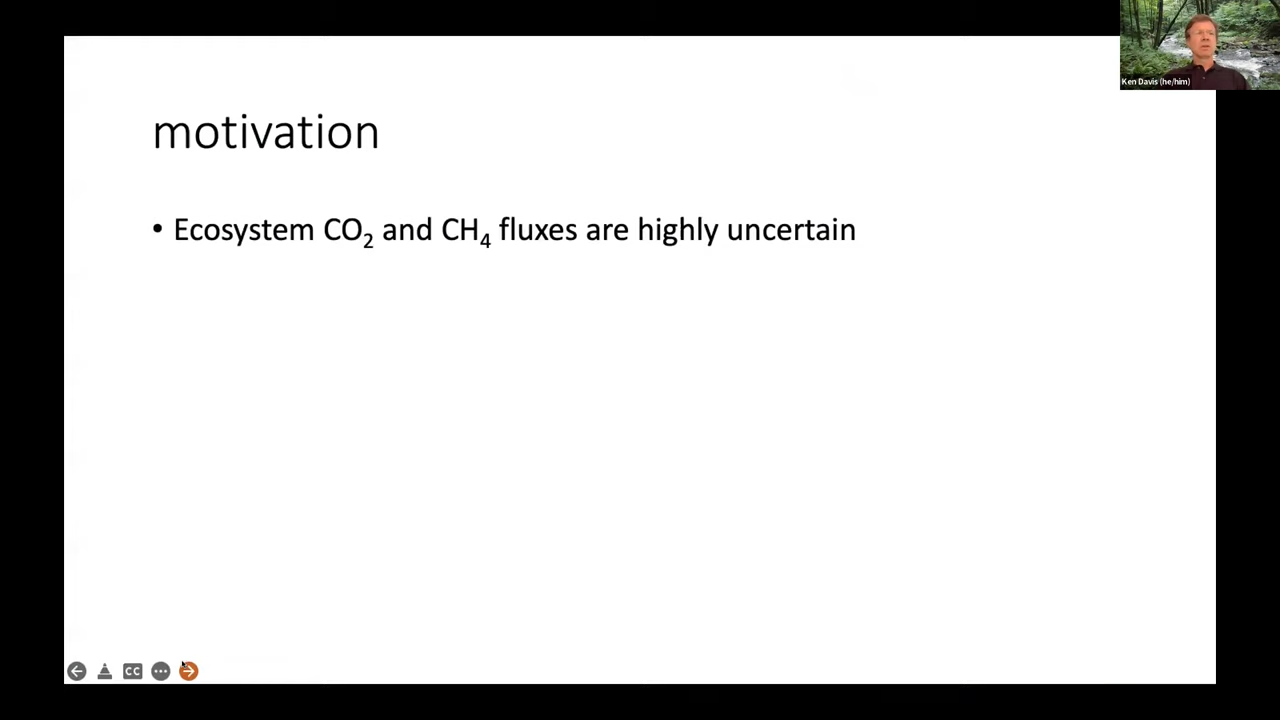 Ken Davis (he/him)
motivation
• Ecosystem CO₂ and CH₄ fluxes are highly uncertain
CC